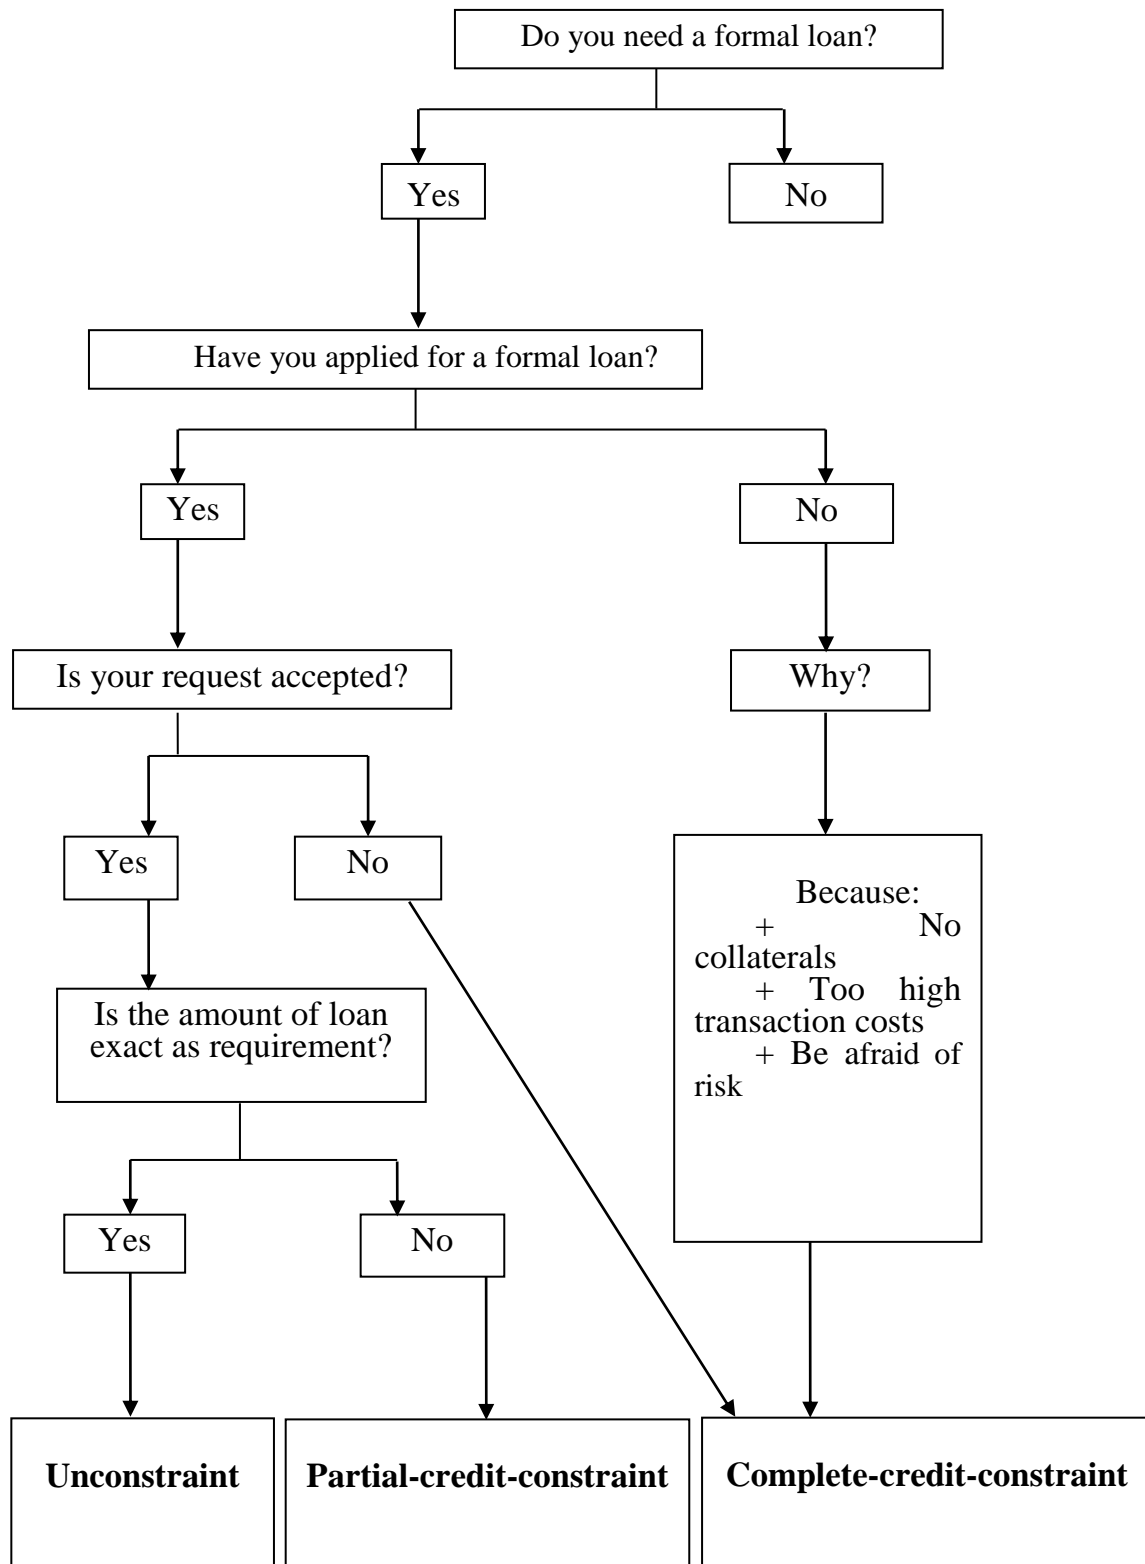 Do you need a formal loan?
Yes
No
Have you applied for a formal loan?
Yes
No
Is your request accepted?
Why?
Yes
No
Because:
+ No
collaterals
+ Too high
transaction costs
+ Be afraid of
risk
Is the amount of loan
exact as requirement?
Yes
No
Unconstraint
Partial-credit-constraint
Complete-credit-constraint